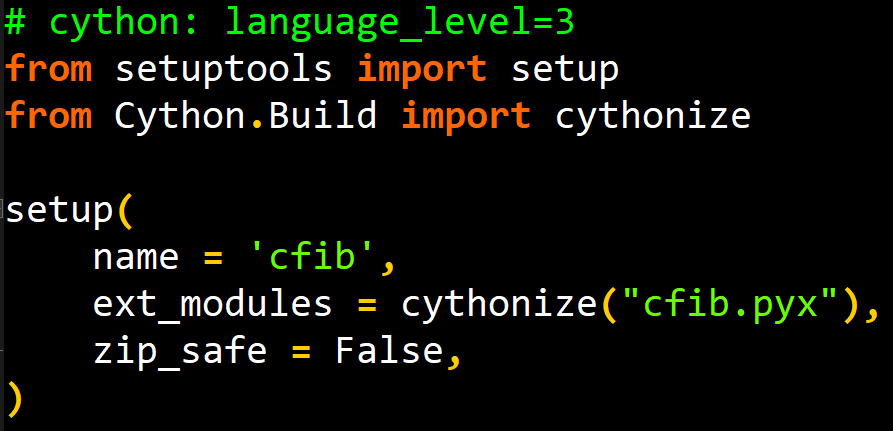 # cython: language_level=3
from setuptools import setup
from Cython.Build import cythonize

setup(
    name = 'cfib',
    ext_modules = cythonize("cfib.pyx"),
    zip_safe = False,
)